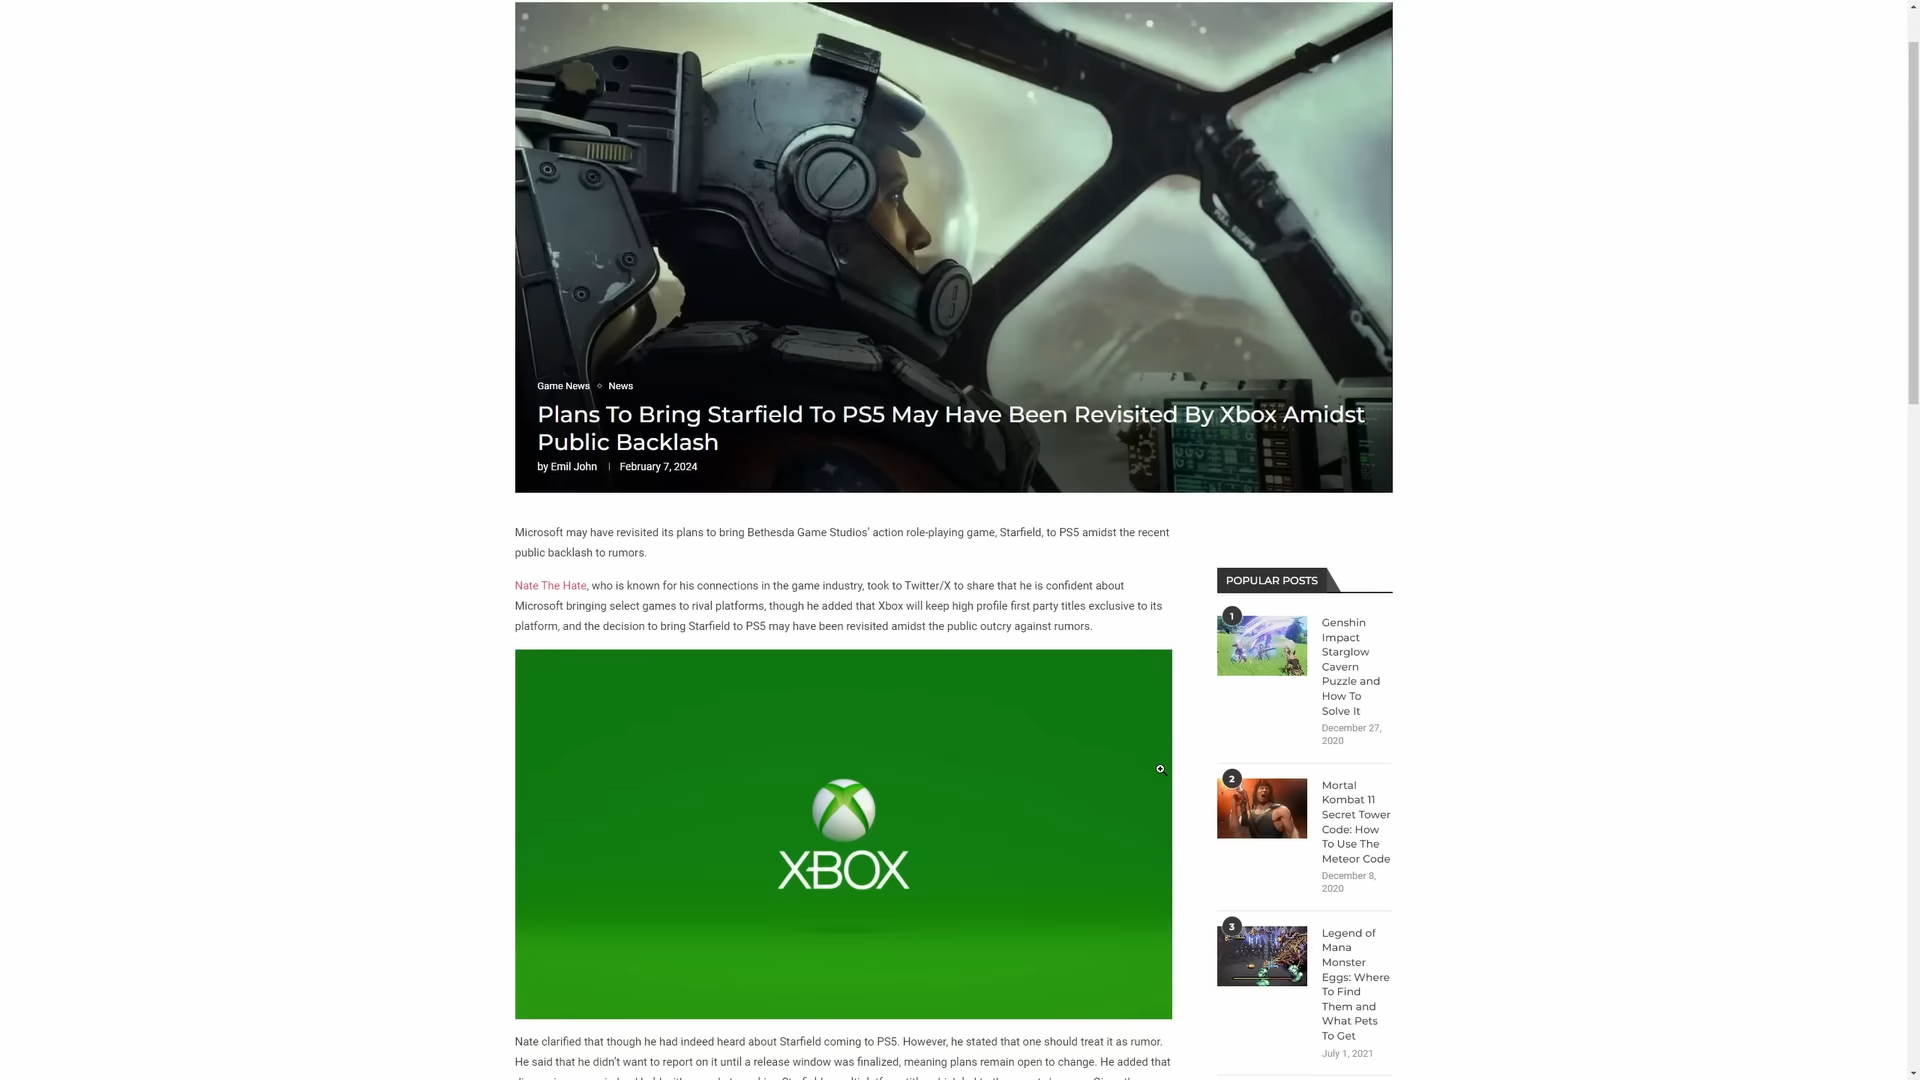 Game News ◇ News
Plans To Bring Starfield To PS5 May Have Been Revisited By Xbox Amidst
Public Backlash
by Emil John | February 7, 2024
Microsoft may have revisited its plans to bring Bethesda Game Studios’ action role-playing game, Starfield, to PS5 amidst the recent
public backlash to rumors.
Nate The Hate, who is known for his connections in the game industry, took to Twitter/X to share that he is confident about
Microsoft bringing select games to rival platforms, though he added that Xbox will keep high profile first party titles exclusive to its
platform, and the decision to bring Starfield to PS5 may have been revisited amidst the public outcry against rumors.
XBOX
Nate clarified that though he had indeed heard about Starfield coming to PS5. However, he stated that one should treat it as rumor.
He said that he didn’t want to report on it until a release window was finalized, meaning plans remain open to change. He added that
POPULAR POSTS
1
Genshin
Impact
Starglow
Cavern
Puzzle and
How To
Solve It
December 27,
2020
2
Mortal
Kombat 11
Secret Tower
Code: How
To Use The
Meteor Code
December 8,
2020
3
Legend of
Mana
Monster
Eggs: Where
To Find
Them and
What Pets
To Get
July 1, 2021